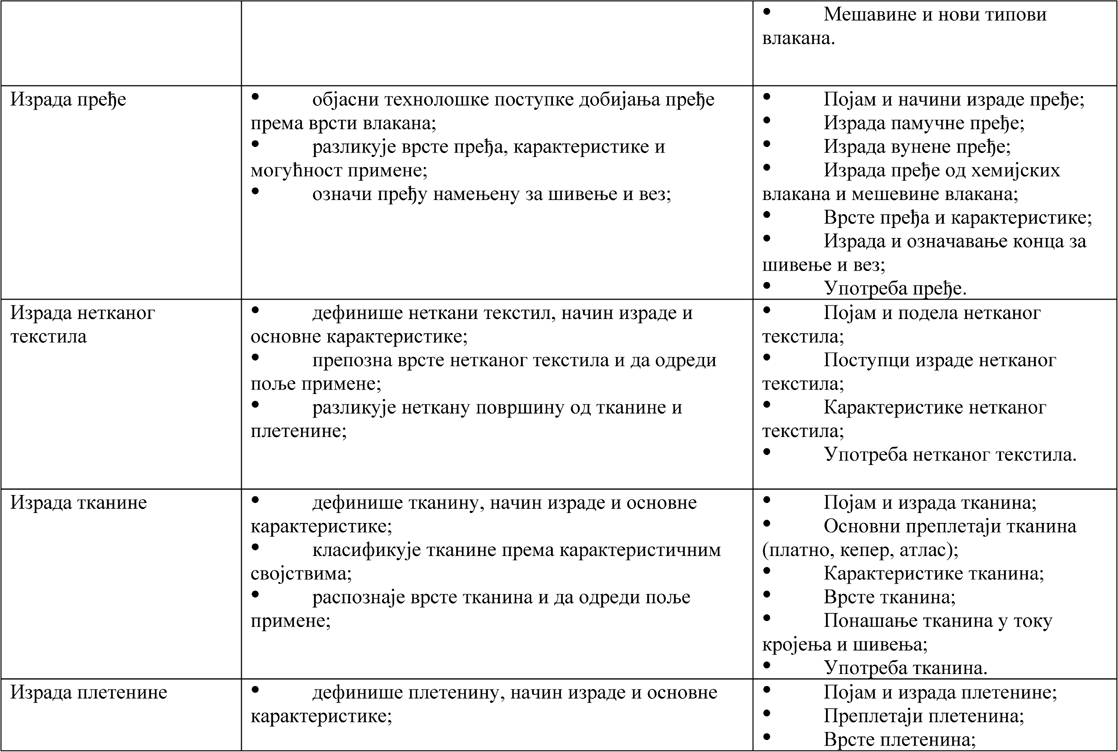 • Мешавине и нови типови
влакана.
Израда пређе
• објасни технолошке поступке добијања пређе
према врсти влакана;
• разликује врсте пређа, карактеристике и
могућност примене;
• означи пређу намењену за шивење и вез;
• Појам и начини израде пређе;
• Израда памучне пређе;
• Израда вунене пређе;
• Израда пређе од хемијских
влакана и мешевине влакана;
• Врсте пређа и карактеристике;
• Израда и означавање конца за
шивење и вез;
• Употреба пређе.
Израда нетканог
текстила
• дефинише неткани текстил, начин израде и
основне карактеристике;
• препозна врсте нетканог текстила и да одреди
поље примене;
• разликује неткану површину од тканине и
плетенине;
• Појам и подела нетканог
текстила;
• Поступци израде нетканог
текстила;
• Карактеристике нетканог
текстила;
• Употреба нетканог текстила.
Израда тканине
• дефинише тканину, начин израде и основне
карактеристике;
• класификује тканине према карактеристичним
својствима;
• распознаје врсте тканина и да одреди поље
примене;
• Појам и израда тканина;
• Основни преплетаји тканина
(платно, кепер, атлас);
• Карактеристике тканина;
• Врсте тканина;
• Понашање тканина у току
кројења и шивења;
• Употреба тканина.
Израда плетенине
• дефинише плетенину, начин израде и основне
карактеристике;
• Појам и израда плетенине;
• Преплетаји плетенина;
• Врсте плетенина;